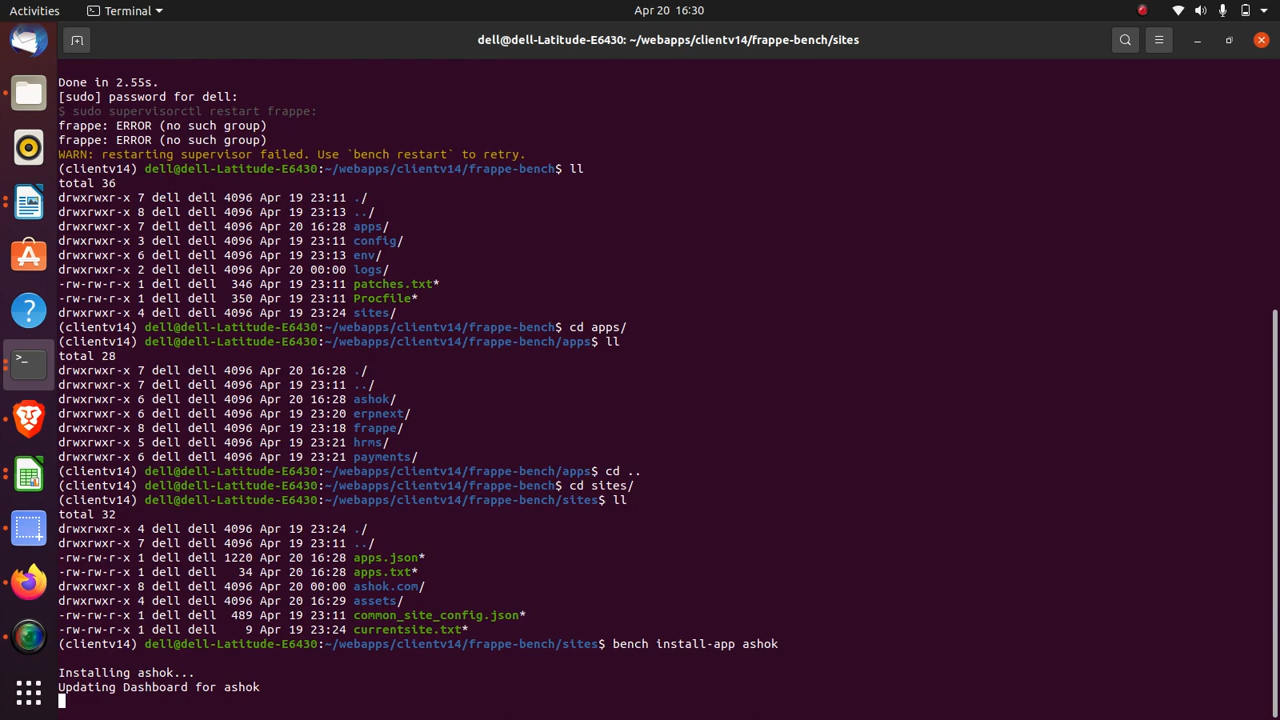 Activities
Terminal
Apr 20 16:30
dell@dell-Latitude-E6430: ~/webapps/clientv14/frappe-bench/sites
Done in 2.55s.
[sudo] password for dell:
$ sudo supervisorctl restart frappe:
frappe: ERROR (no such group)
frappe: ERROR (no such group)
WARN: restarting supervisor failed. Use `bench restart` to retry.
(clientv14) dell@dell-Latitude-E6430:~/webapps/clientv14/frappe-bench$ ll
total 36
drwxrwxr-x 7 dell dell 4096 Apr 19 23:11 ./
drwxrwxr-x 8 dell dell 4096 Apr 19 23:13 ../
drwxrwxr-x 7 dell dell 4096 Apr 20 16:28 apps/
drwxrwxr-x 3 dell dell 4096 Apr 19 23:11 config/
drwxrwxr-x 6 dell dell 4096 Apr 19 23:13 env/
drwxrwxr-x 2 dell dell 4096 Apr 20 00:00 logs/
-rw-rw-r-x 1 dell dell  346 Apr 19 23:11 patches.txt*
-rw-rw-r-x 1 dell dell  350 Apr 19 23:11 Procfile*
drwxrwxr-x 4 dell dell 4096 Apr 19 23:24 sites/
(clientv14) dell@dell-Latitude-E6430:~/webapps/clientv14/frappe-bench$ cd apps/
(clientv14) dell@dell-Latitude-E6430:~/webapps/clientv14/frappe-bench/apps$ ll
total 28
drwxrwxr-x 7 dell dell 4096 Apr 20 16:28 ./
drwxrwxr-x 7 dell dell 4096 Apr 19 23:11 ../
drwxrwxr-x 6 dell dell 4096 Apr 20 16:28 ashok/
drwxrwxr-x 6 dell dell 4096 Apr 19 23:20 erpnext/
drwxrwxr-x 8 dell dell 4096 Apr 19 23:18 frappe/
drwxrwxr-x 5 dell dell 4096 Apr 19 23:21 hrms/
drwxrwxr-x 6 dell dell 4096 Apr 19 23:21 payments/
(clientv14) dell@dell-Latitude-E6430:~/webapps/clientv14/frappe-bench/apps$ cd ..
(clientv14) dell@dell-Latitude-E6430:~/webapps/clientv14/frappe-bench$ cd sites/
(clientv14) dell@dell-Latitude-E6430:~/webapps/clientv14/frappe-bench/sites$ ll
total 32
drwxrwxr-x 4 dell dell 4096 Apr 19 23:24 ./
drwxrwxr-x 7 dell dell 4096 Apr 19 23:11 ../
-rw-rw-r-x 1 dell dell 1220 Apr 20 16:28 apps.json*
-rw-rw-r-x 1 dell dell   34 Apr 20 16:28 apps.txt*
drwxrwxr-x 8 dell dell 4096 Apr 20 00:00 ashok.com/
drwxrwxr-x 4 dell dell 4096 Apr 20 16:29 assets/
-rw-rw-r-x 1 dell dell  489 Apr 19 23:11 common_site_config.json*
-rw-rw-r-x 1 dell dell    9 Apr 19 23:24 currentsite.txt*
(clientv14) dell@dell-Latitude-E6430:~/webapps/clientv14/frappe-bench/sites$ bench install-app ashok
Installing ashok...
Updating Dashboard for ashok